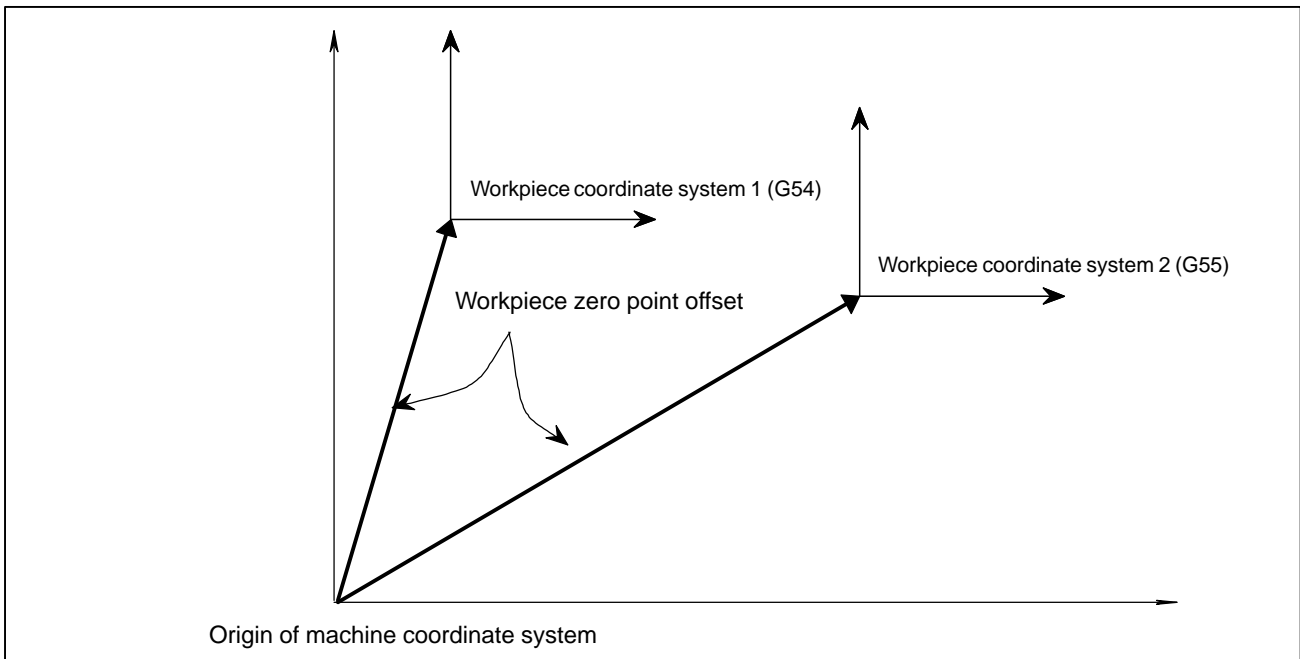 Workpiece coordinate system 1 (G54)
Workpiece coordinate system 2 (G55)
Workpiece zero point offset
Origin of machine coordinate system